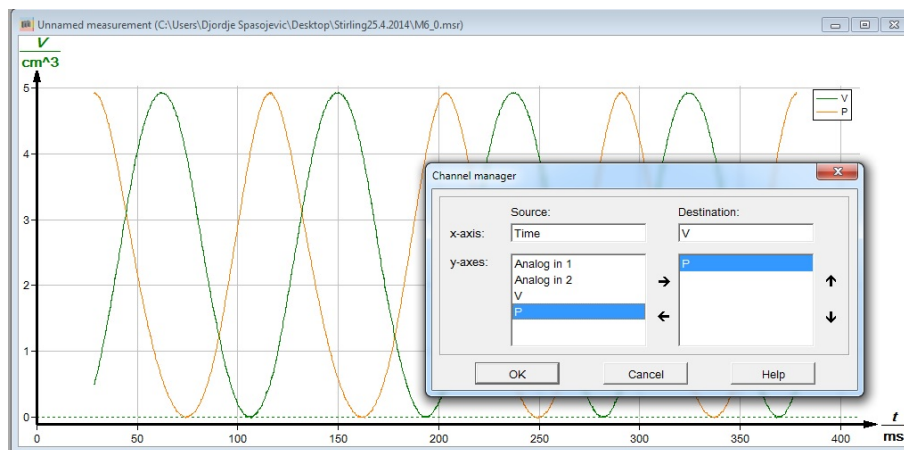 Unnamed measurement (C:\Users\Djordje Spasojevic\Desktop\Stirling25.4.2014\M6_0.msr)
V
cm^3
5
4
3
2
1
0
0 50 100 150 200 250 300 350 400
t
ms
V
P
Channel manager
Source: Destination:
x-axis: Time V
y-axes:
Analog in 1 P
Analog in 2
V
P
OK Cancel Help